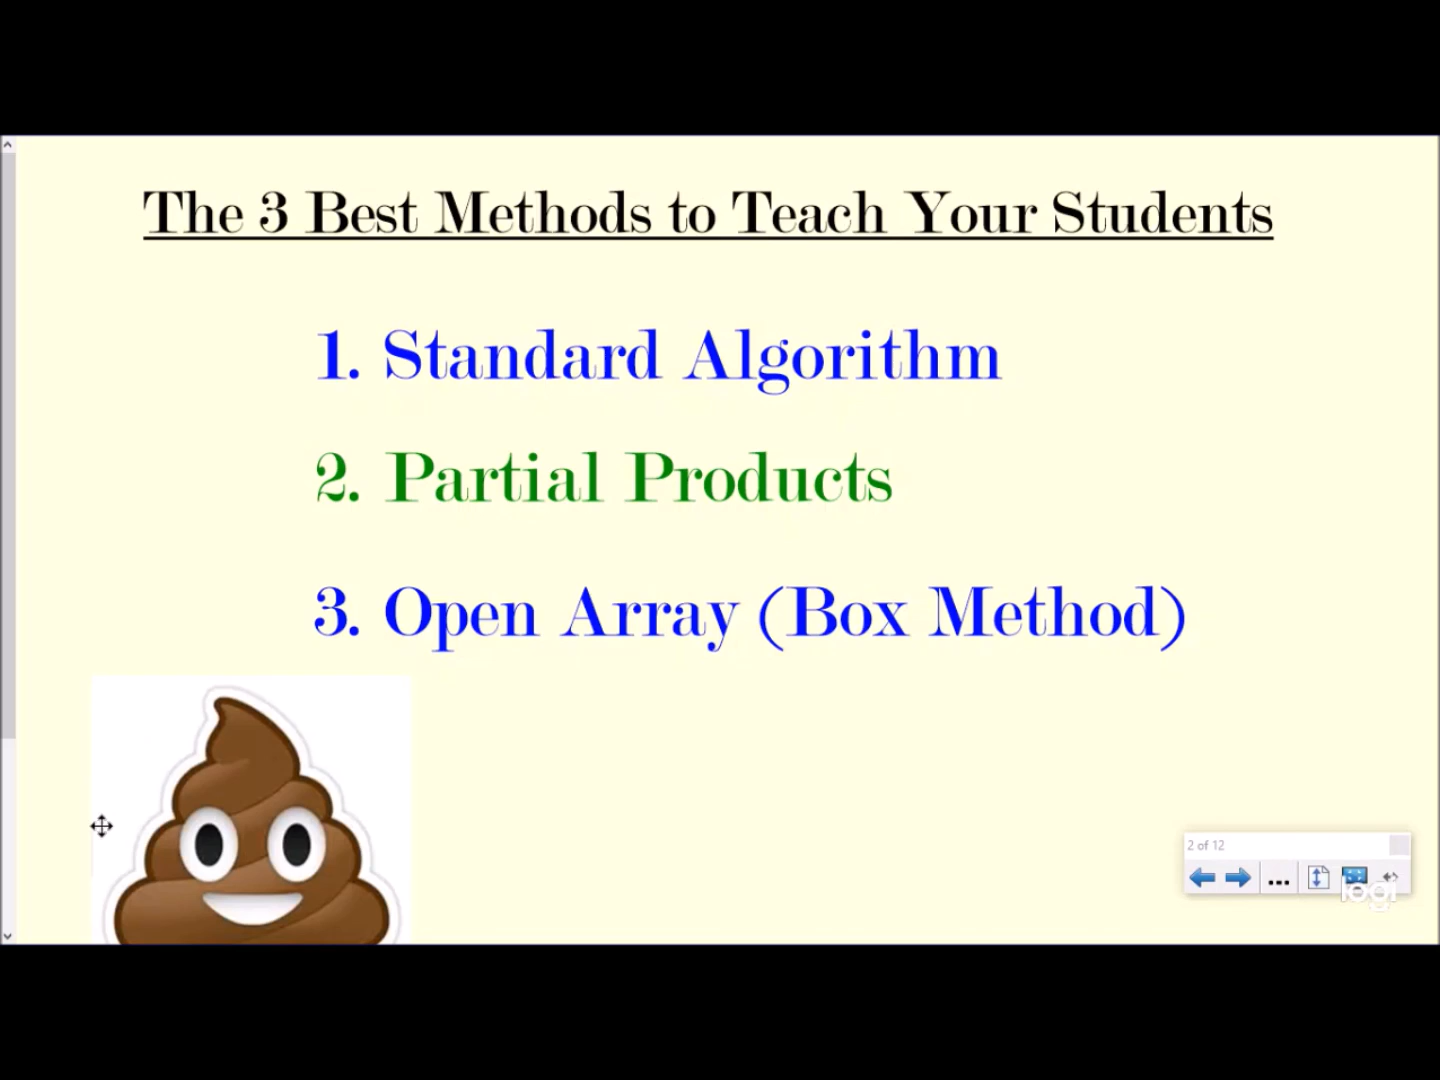 The 3 Best Methods to Teach Your Students
1. Standard Algorithm
2. Partial Products
3. Open Array (Box Method)
2 of 12
...
logi